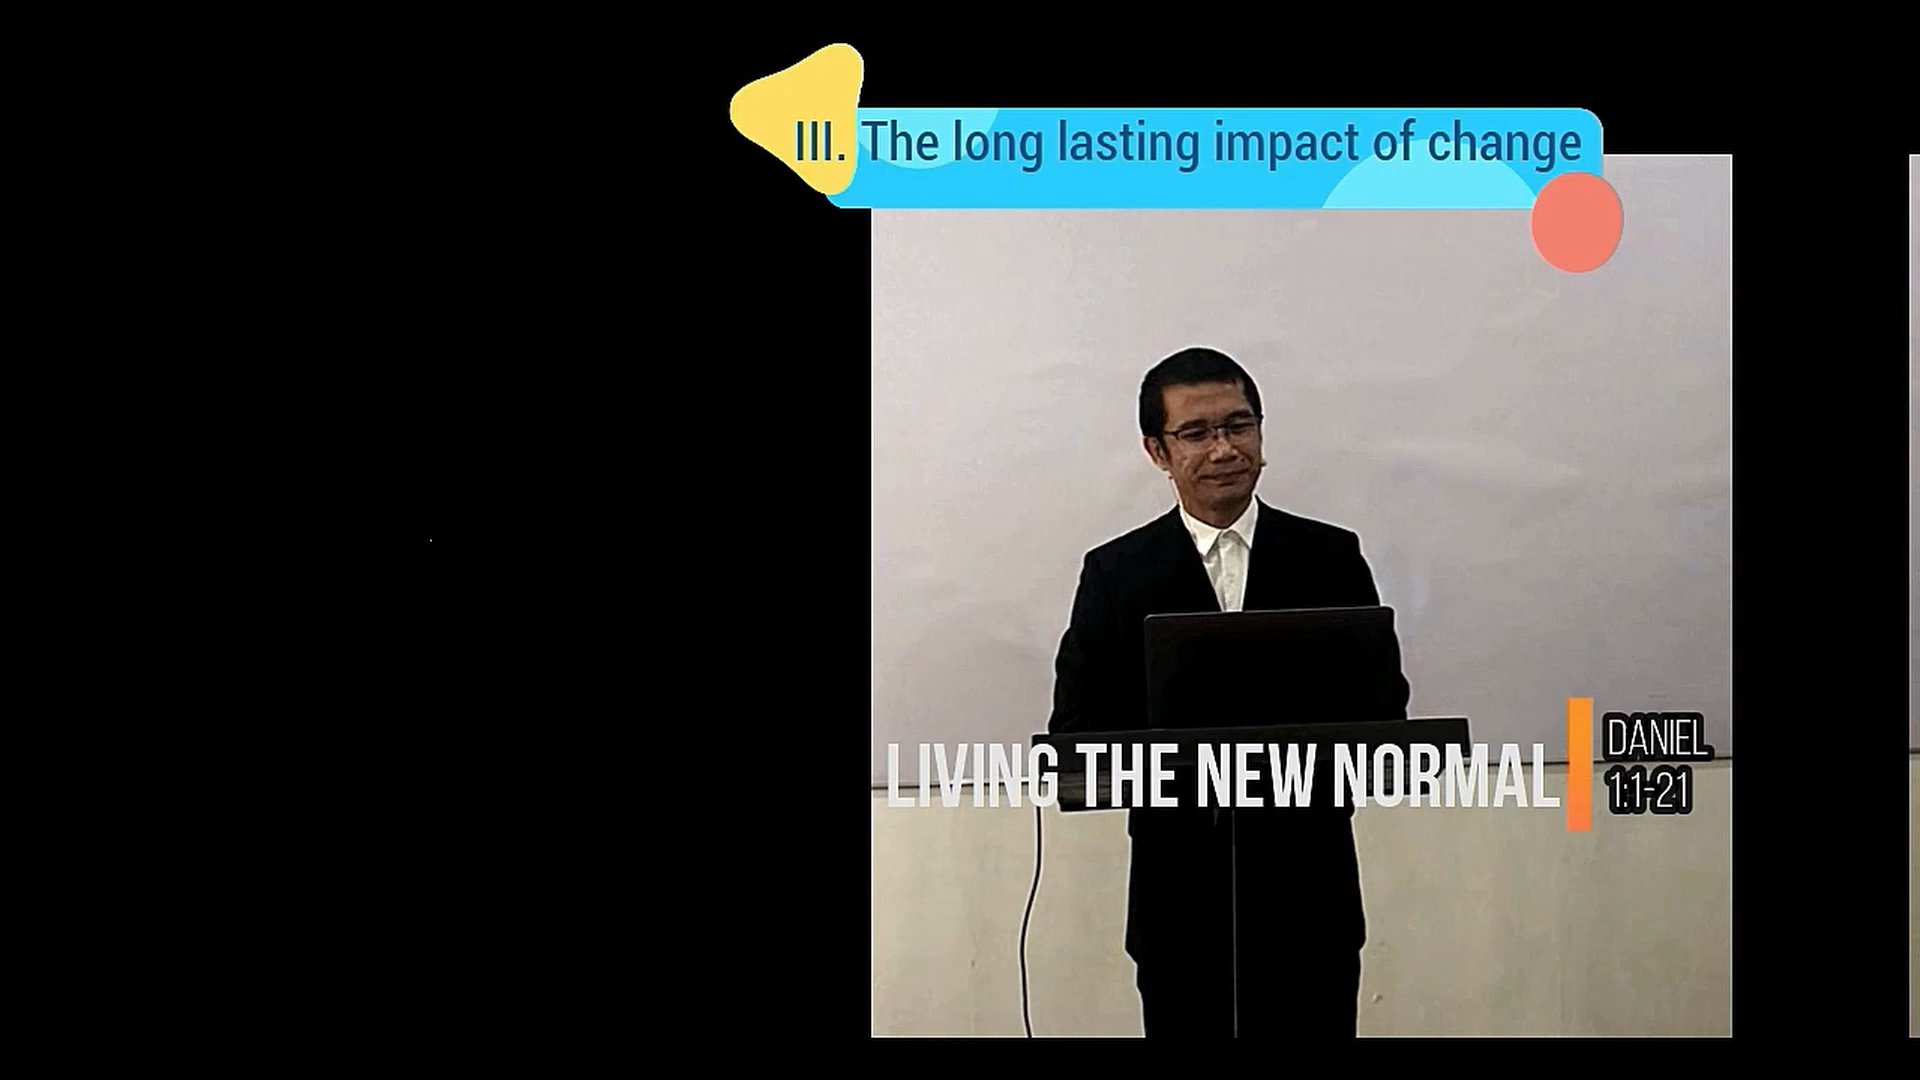 III. The long lasting impact of change
LIVING THE NEW NORMAL
DANIEL
1:1-21